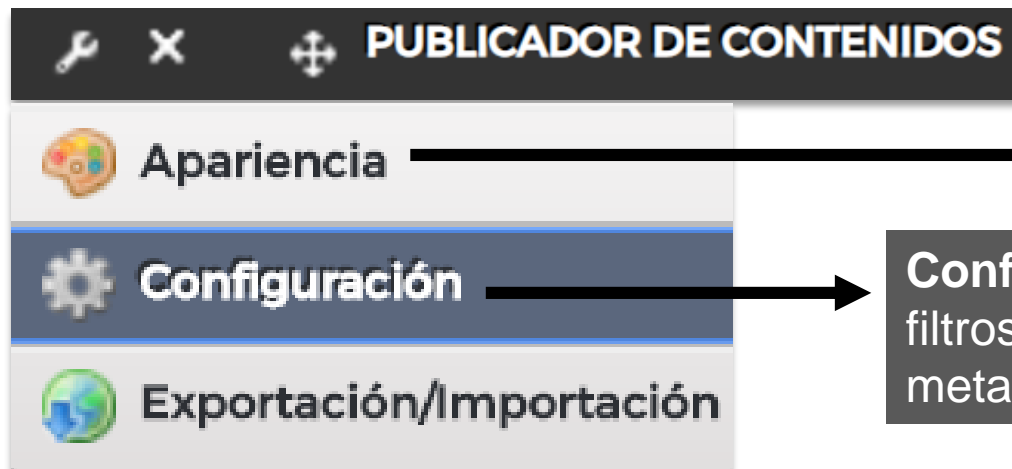 PUBLICADOR DE CONTENIDOS
Apariencia
Configuración
Exportación/Importación
Conf
filtros
meta